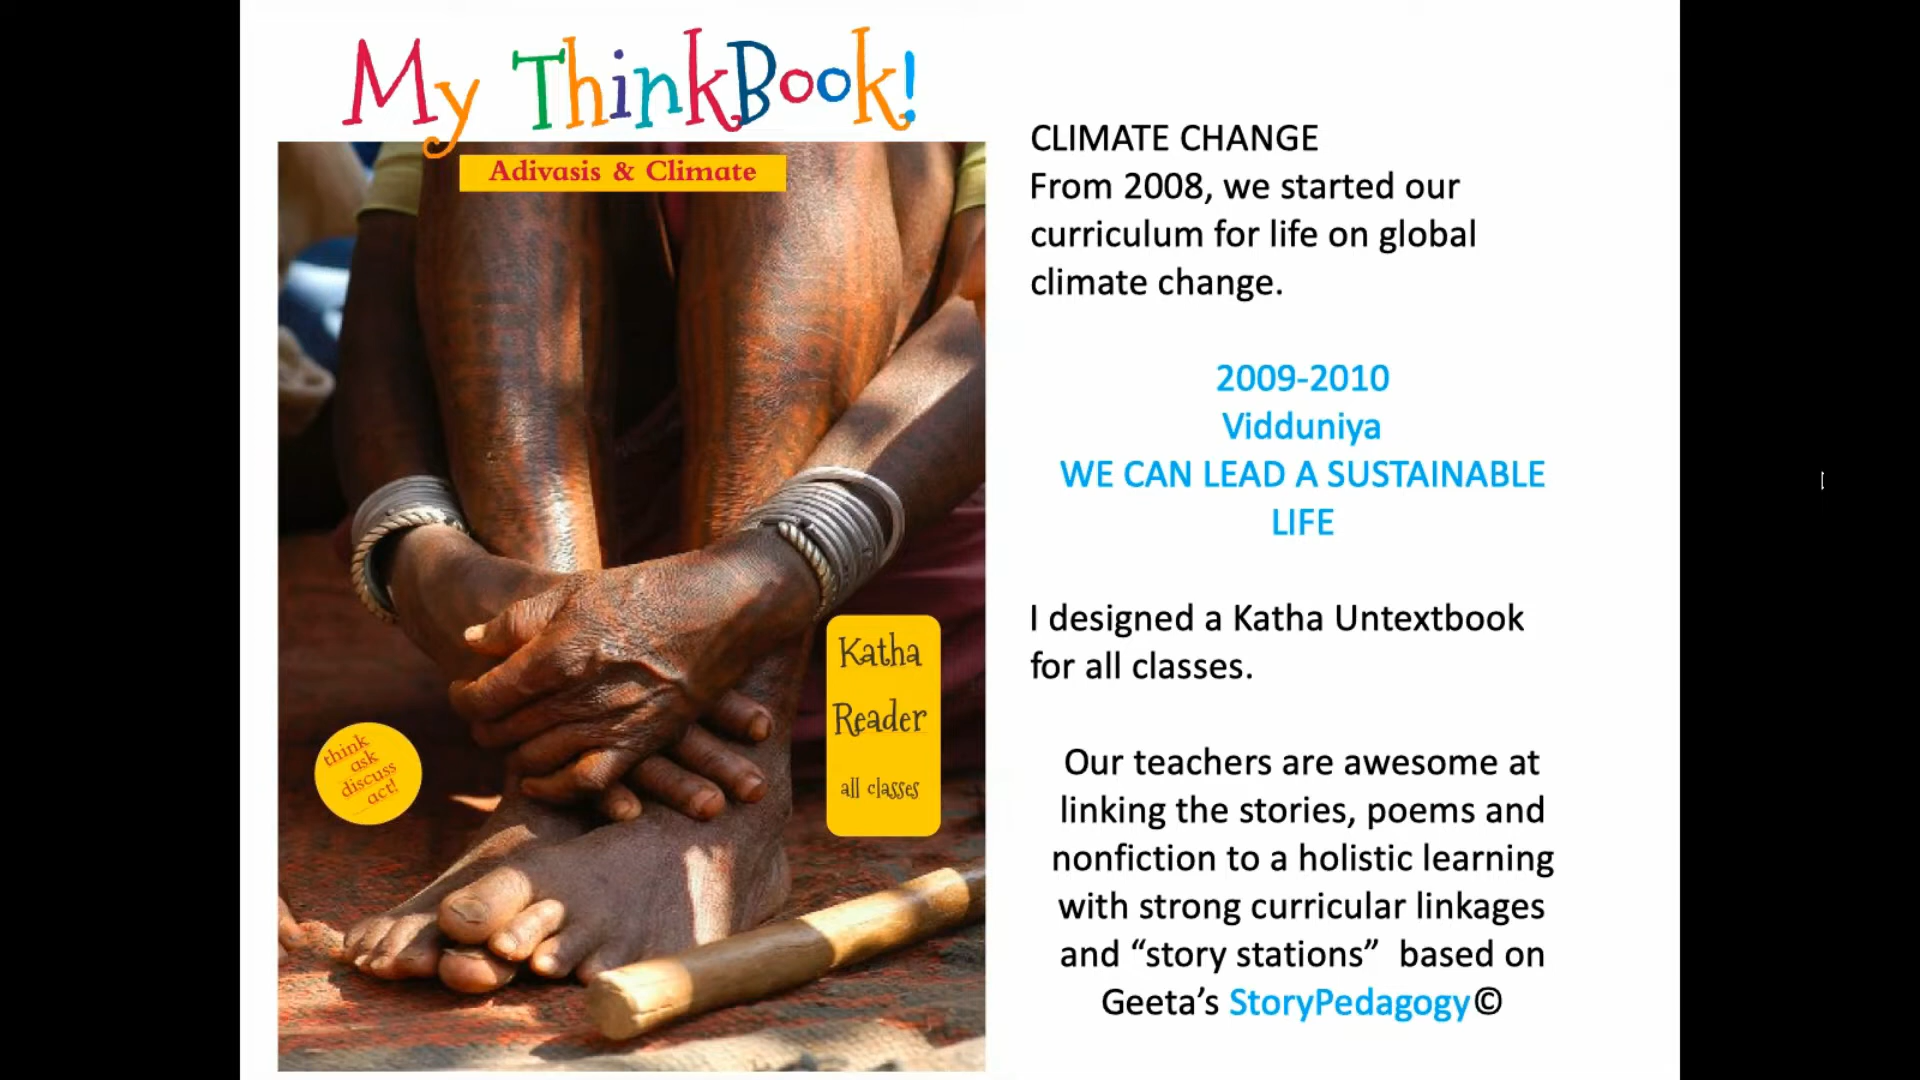 My ThinkBook!
Adivasis & Climate
Katha
Reader
all classes
think
ask
discuss
act!
CLIMATE CHANGE
From 2008, we started our
curriculum for life on global
climate change.
2009-2010
Vidduniya
WE CAN LEAD A SUSTAINABLE
LIFE
I designed a Katha Untextbook
for all classes.
Our teachers are awesome at
linking the stories, poems and
nonfiction to a holistic learning
with strong curricular linkages
and “story stations” based on
Geeta’s StoryPedagogy©